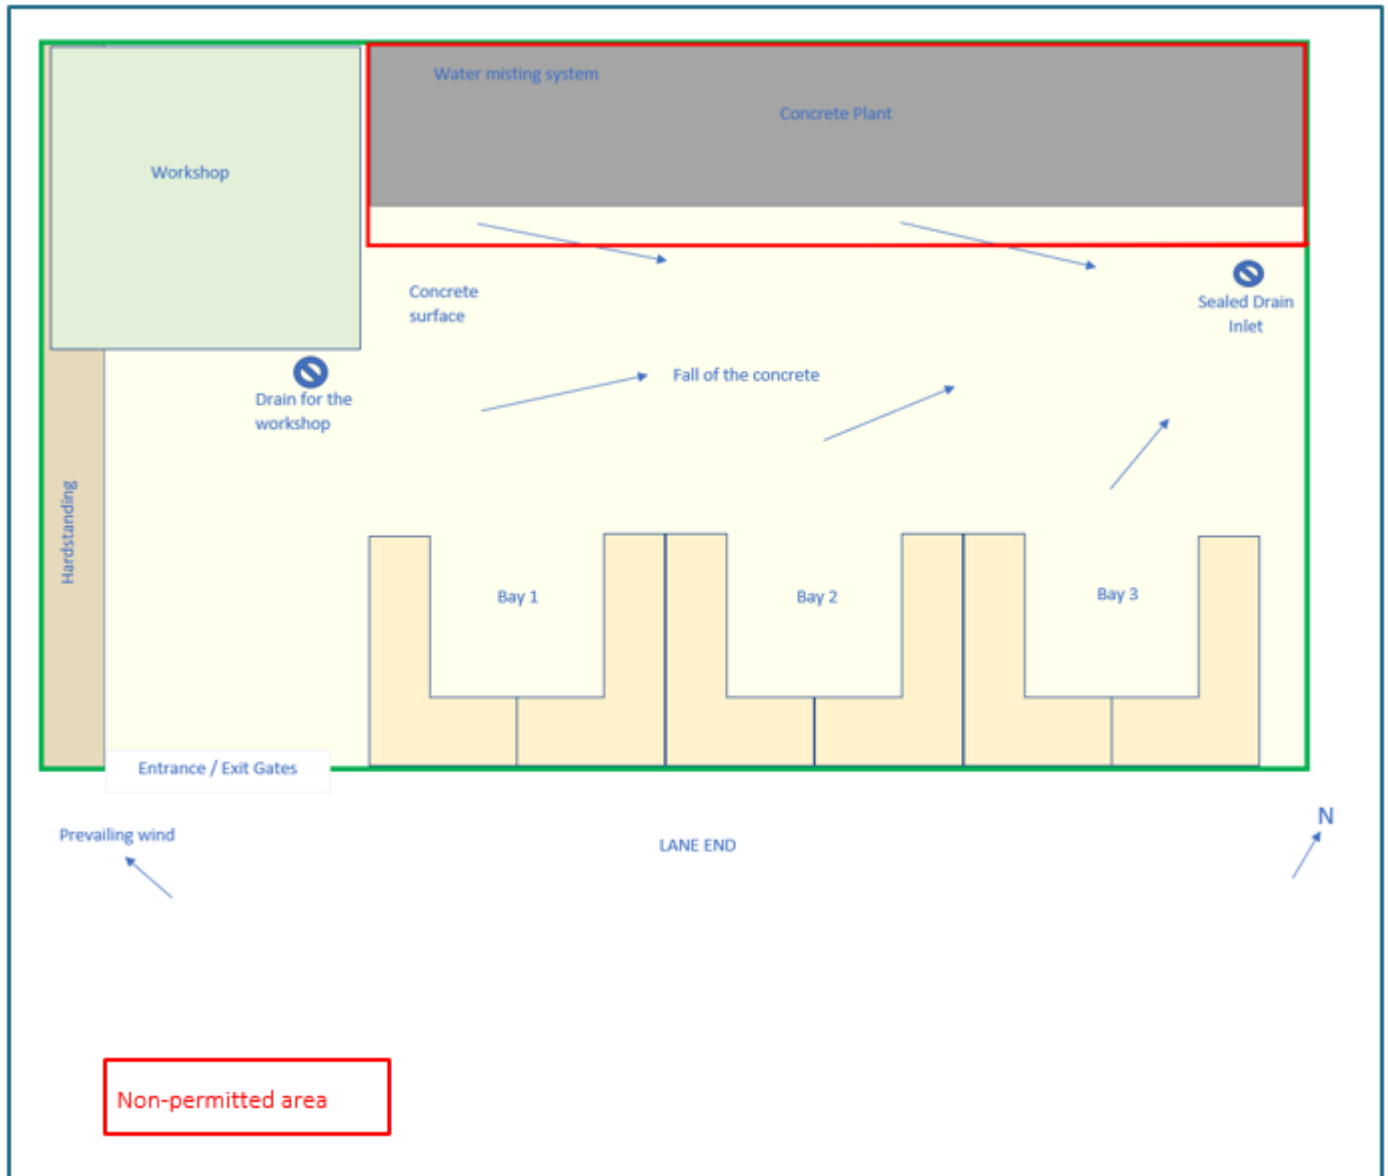 Water misting system
Concrete Plant
Workshop
Concrete
surface
Sealed Drain
Inlet
Fall of the concrete
Drain for the
workshop
Hardstanding
Bay 1
Bay 2
Bay 3
Entrance / Exit Gates
Prevailing wind
LANE END
N
Non-permitted area